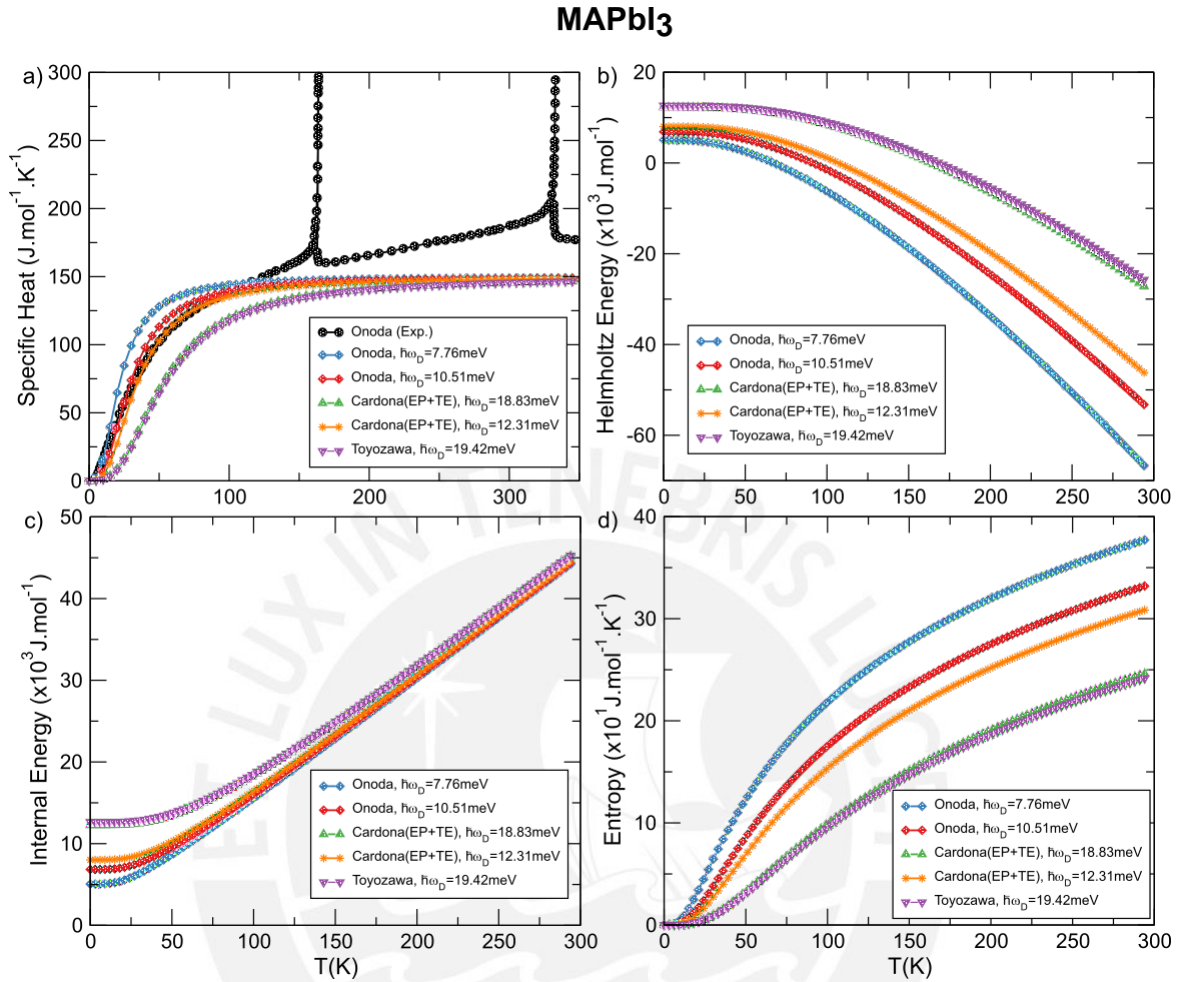 MAPbI3
a)
300
250
200
150
100
50
0
Specific Heat (J.mol-1.K-1)
Onoda (Exp.)
Onoda, ħωD=7.76meV
Onoda, ħωD=10.51meV
Cardona(EP+TE), ħωD=18.83meV
Cardona(EP+TE), ħωD=12.31meV
Toyozawa, ħωD=19.42meV
0 100 200 300
b)
20
0
-20
-40
-60
Helmholtz Energy (x10^3 J.mol-1)
Onoda, ħωD=7.76meV
Onoda, ħωD=10.51meV
Cardona(EP+TE), ħωD=18.83meV
Cardona(EP+TE), ħωD=12.31meV
Toyozawa, ħωD=19.42meV
0 50 100 150 200 250 300
c)
50
40
30
20
10
0
Internal Energy (x10^3 J.mol-1)
Onoda, ħωD=7.76meV
Onoda, ħωD=10.51meV
Cardona(EP+TE), ħωD=18.83meV
Cardona(EP+TE), ħωD=12.31meV
Toyozawa, ħωD=19.42meV
0 50 100 150 200 250 300
T(K)
d)
40
30
20
10
0
Entropy (x10^1 J.mol-1.K-1)
Onoda, ħωD=7.76meV
Onoda, ħωD=10.51meV
Cardona(EP+TE), ħωD=18.83meV
Cardona(EP+TE), ħωD=12.31meV
Toyozawa, ħωD=19.42meV
0 50 100 150 200 250 300
T(K)
ET LUX IN TENEBRIS